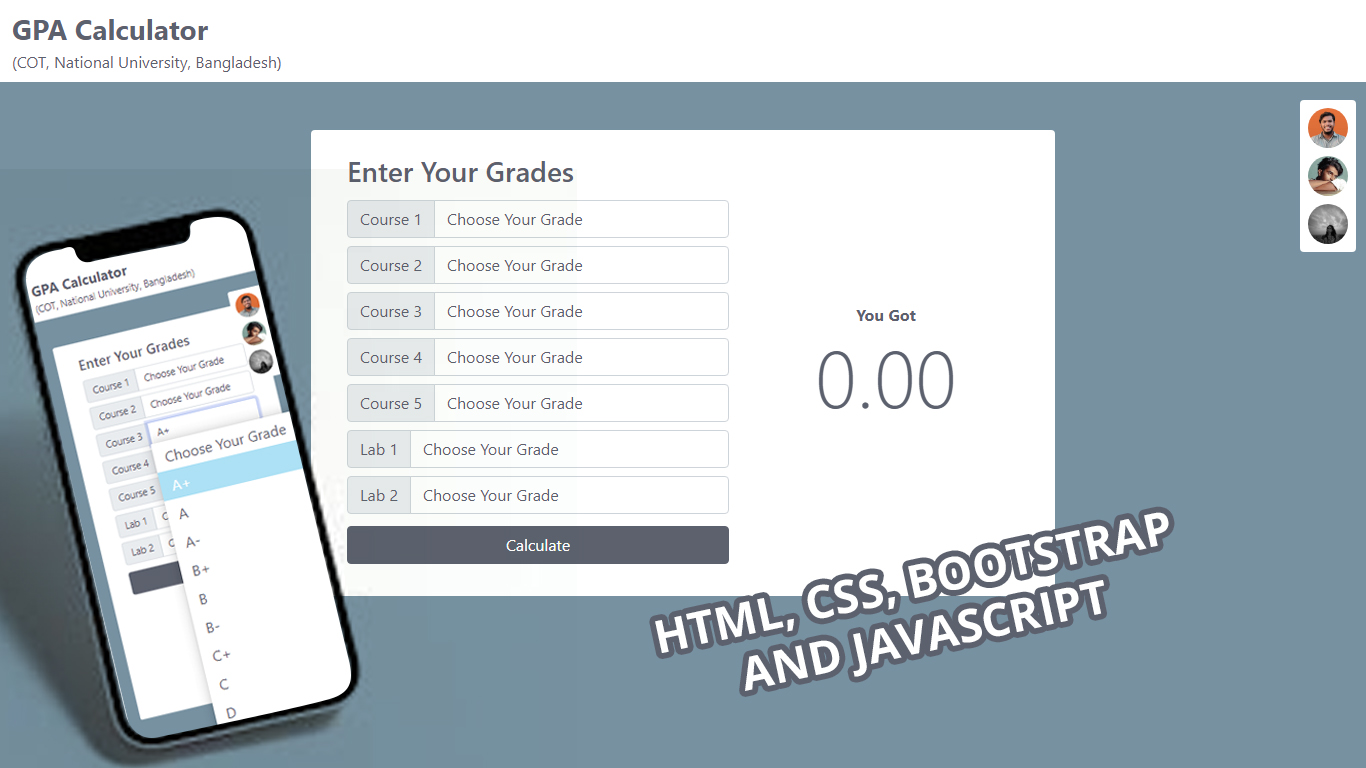 GPA Calculator
(COT, National University, Bangladesh)
Enter Your Grades
Course 1 Choose Your Grade
Course 2 Choose Your Grade
Course 3 Choose Your Grade
Course 4 Choose Your Grade
Course 5 Choose Your Grade
Lab 1 Choose Your Grade
Lab 2 Choose Your Grade
Calculate
You Got
0.00
GPA Calculator
(COT, National University, Bangladesh)
Enter Your Grades
Course 1 Choose Your Grade
Course 2 Choose Your Grade
Course 3 A+
Choose Your Grade
Course 4
A+
Course 5
A
Lab 1 C
A-
Lab 2 C
B+
B
B-
C+
C
D
HTML, CSS, BOOTSTRAP
AND JAVASCRIPT